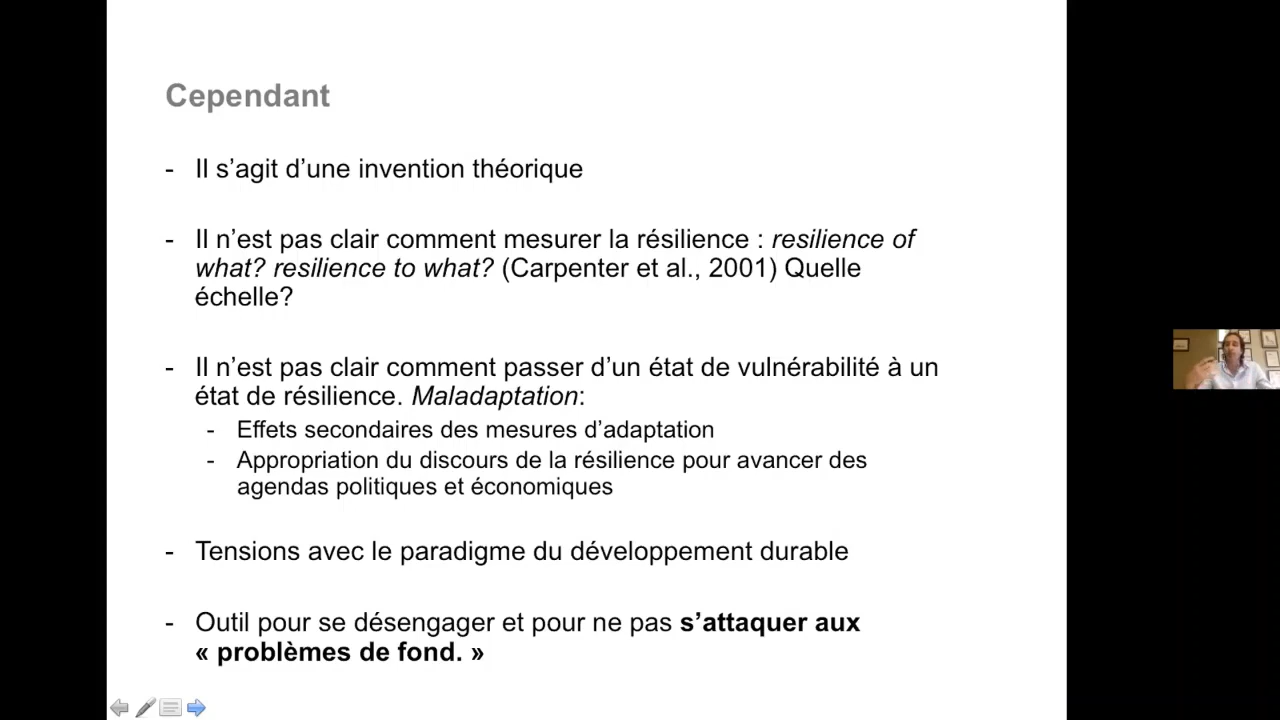 Cependant
- Il s’agit d’une invention théorique
- Il n’est pas clair comment mesurer la résilience : resilience of
what? resilience to what? (Carpenter et al., 2001) Quelle
échelle?
- Il n’est pas clair comment passer d’un état de vulnérabilité à un
état de résilience. Maladaptation:
- Effets secondaires des mesures d’adaptation
- Appropriation du discours de la résilience pour avancer des
agendas politiques et économiques
- Tensions avec le paradigme du développement durable
- Outil pour se désengager et pour ne pas s’attaquer aux
« problèmes de fond. »